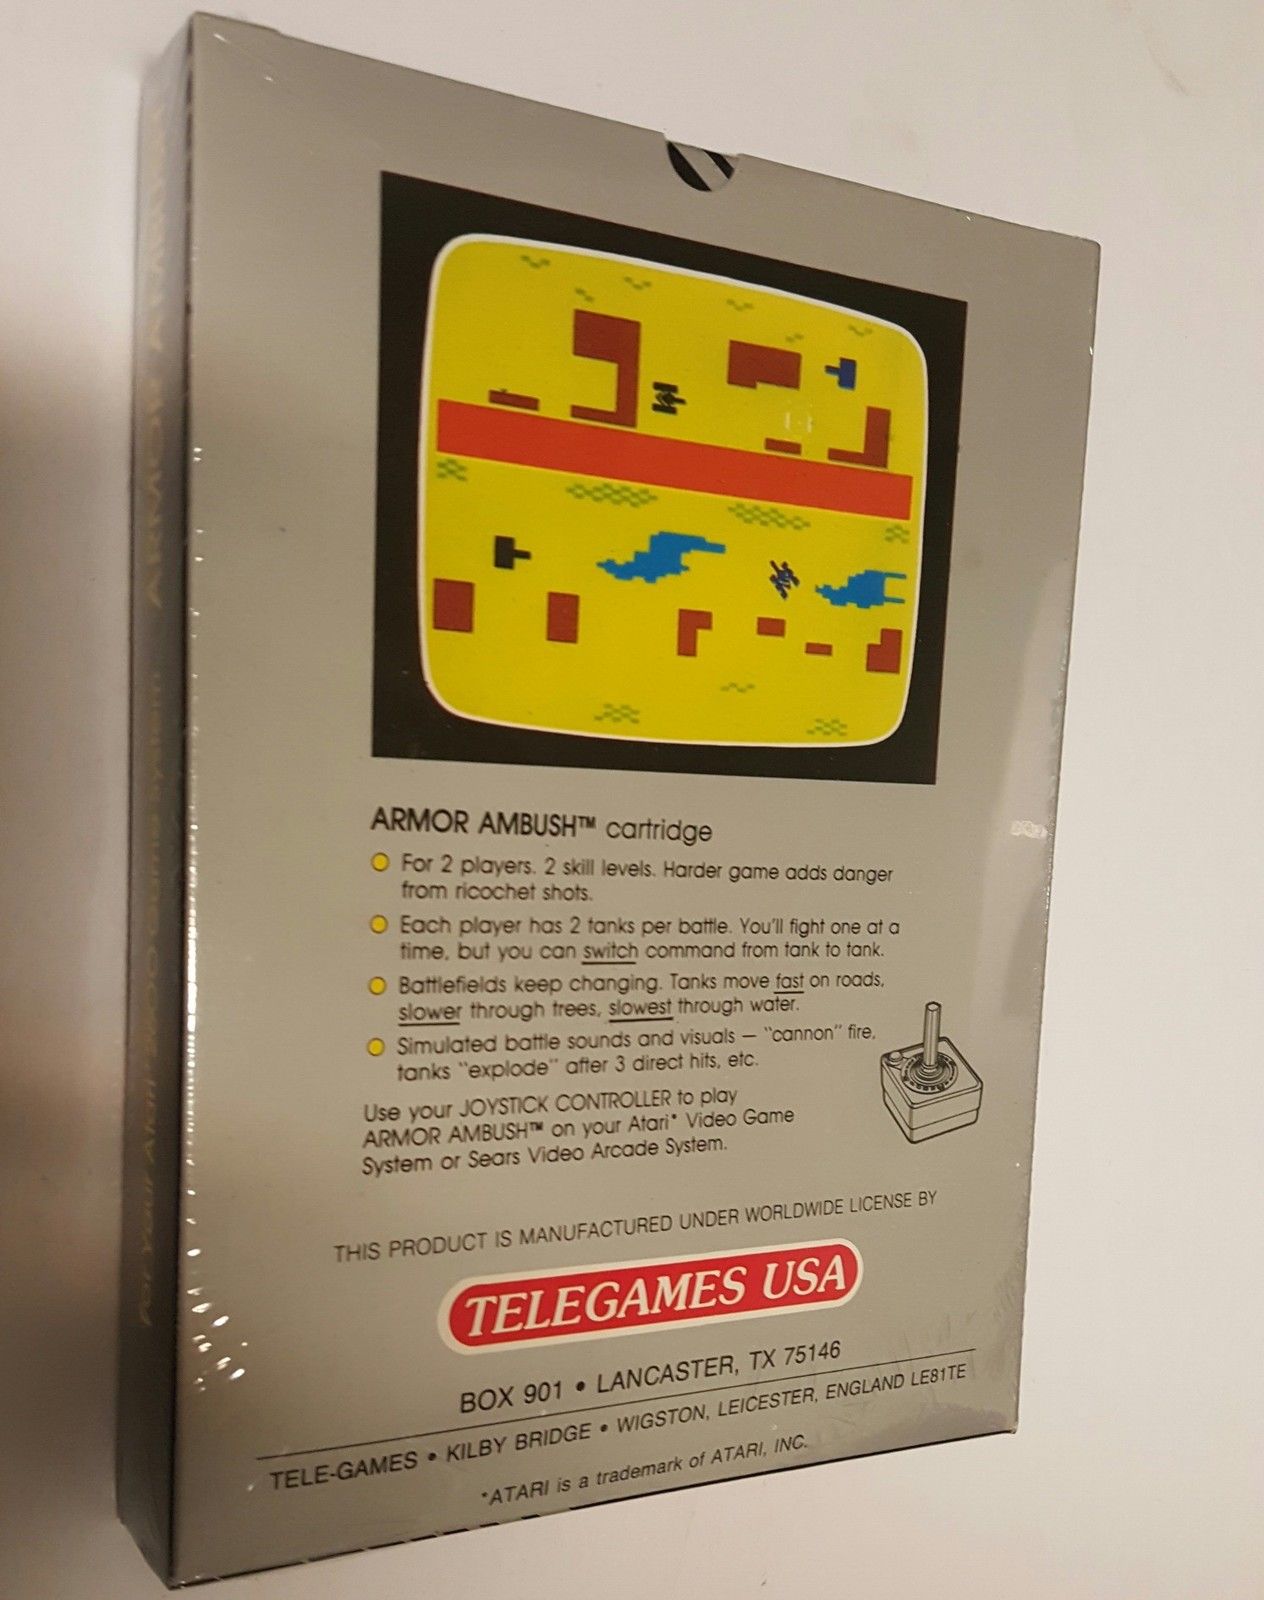 ARMOR AMBUSH™ cartridge
For 2 players. 2 skill levels. Harder game adds danger
from ricochet shots.
Each player has 2 tanks per battle. You'll fight one at a
time, but you can switch command from tank to tank.
Battlefields keep changing. Tanks move fast on roads,
slower through trees, slowest through water.
Simulated battle sounds and visuals — "cannon" fire,
tanks "explode" after 3 direct hits, etc.
Use your JOYSTICK CONTROLLER to play
ARMOR AMBUSH™ on your Atari* Video Game
System or Sears Video Arcade System.
THIS PRODUCT IS MANUFACTURED UNDER WORLDWIDE LICENSE BY
TELEGAMES USA
BOX 901 • LANCASTER, TX 75146
TELE-GAMES • KILBY BRIDGE • WIGSTON, LEICESTER, ENGLAND LE81TE
*ATARI is a trademark of ATARI, INC.
ARMOR AMBUSH